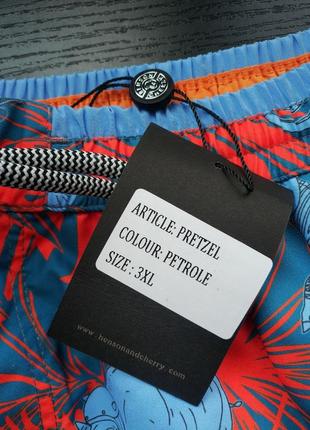 ARTICLE: PRETZEL
COLOUR: PETROLE
SIZE : 3XL
www.hensonandcherry.com